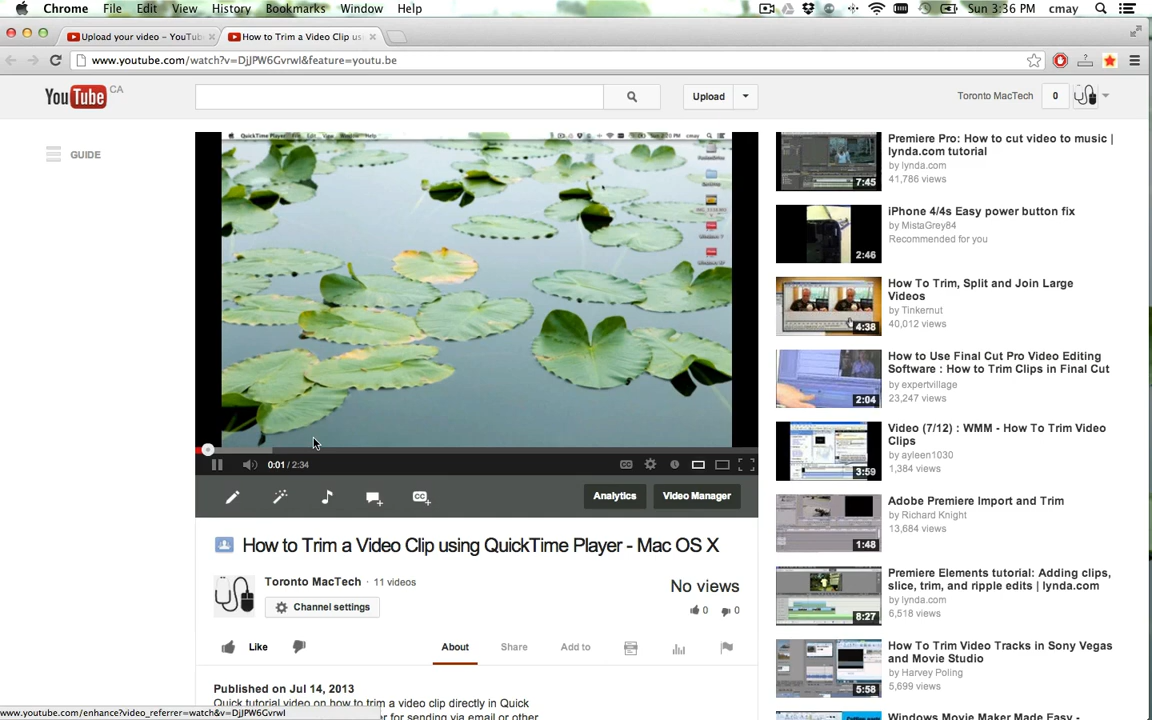 Chrome File Edit View History Bookmarks Window Help Sun 3:36 PM cmay
Upload your video – YouTub
How to Trim a Video Clip us
www.youtube.com/watch?v=DjJPW6Gvrwl&feature=youtu.be
YouTube CA
Upload
Toronto MacTech 0
GUIDE
QuickTime Player
0:01 / 2:34
CC
CC
Analytics
Video Manager
How to Trim a Video Clip using QuickTime Player - Mac OS X
Toronto MacTech · 11 videos
Channel settings
No views
0 0
Like
About
Share
Add to
Published on Jul 14, 2013
Quick tutorial video on how to trim a video clip directly in Quick
er for sending via email or other
www.youtube.com/enhance?video_referrer=watch&v=DjJPW6Gvrwl
Premiere Pro: How to cut video to music |
lynda.com tutorial
by lynda.com
41,786 views
7:45
iPhone 4/4s Easy power button fix
by MistaGrey84
Recommended for you
2:46
How To Trim, Split and Join Large
Videos
by Tinkernut
40,012 views
4:38
How to Use Final Cut Pro Video Editing
Software : How to Trim Clips in Final Cut
by expertvillage
23,247 views
2:04
Video (7/12) : WMM - How To Trim Video
Clips
by ayleen1030
1,384 views
3:59
Adobe Premiere Import and Trim
by Richard Knight
13,684 views
1:48
Premiere Elements tutorial: Adding clips,
slice, trim, and ripple edits | lynda.com
by lynda.com
6,518 views
8:27
How To Trim Video Tracks in Sony Vegas
and Movie Studio
by Harvey Poling
5,699 views
5:58
Windows Movie Maker Made Easy -